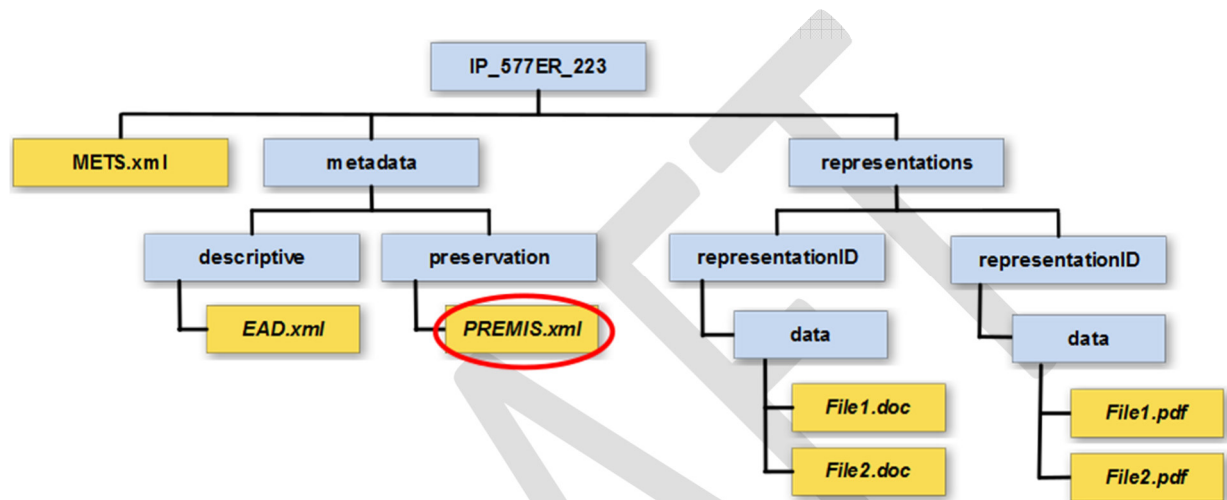 IP_577ER_223
METS.xml
metadata
representations
descriptive
preservation
representationID
representationID
EAD.xml
PREMIS.xml
data
data
File1.doc
File1.pdf
File2.doc
File2.pdf